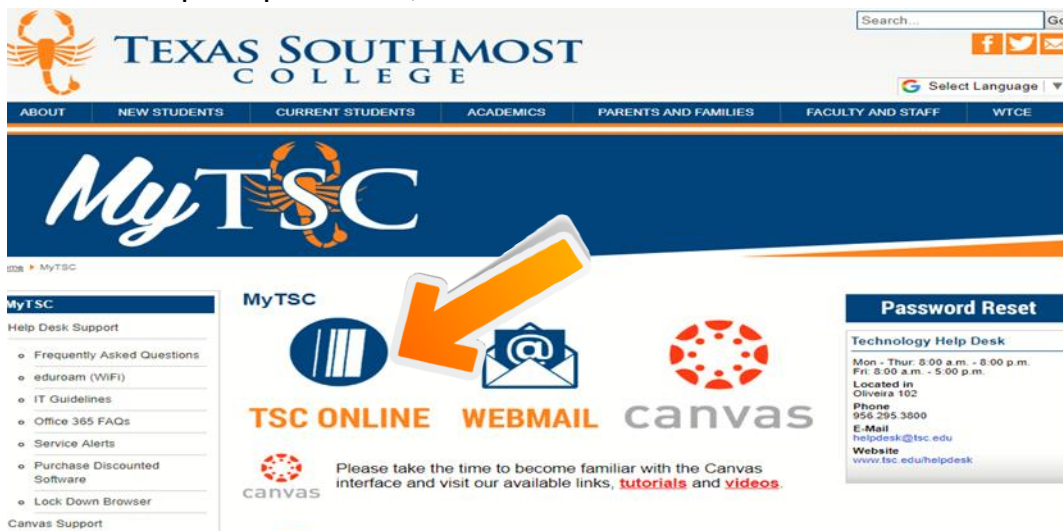 Search...
Go
TEXAS SOUTHMOST
COLLEGE
f
G Select Language ▼
ABOUT NEW STUDENTS CURRENT STUDENTS ACADEMICS PARENTS AND FAMILIES FACULTY AND STAFF WTCE
MyTSC
MyTSC
MyTSC
Help Desk Support
Frequently Asked Questions
eduroam (WiFi)
IT Guidelines
Office 365 FAQs
Service Alerts
Purchase Discounted
Software
Lock Down Browser
Canvas Support
MyTSC
@
TSC ONLINE WEBMAIL canvas
canvas
Please take the time to become familiar with the Canvas
interface and visit our available links, tutorials and videos.
Password Reset
Technology Help Desk
Mon - Thur: 8:00 a.m. - 8:00 p.m.
Fri: 8:00 a.m. - 5:00 p.m.
Located in
Oliveira 102
Phone
956.295.3800
E-Mail
helpdesk@tsc.edu
Website
www.tsc.edu/helpdesk